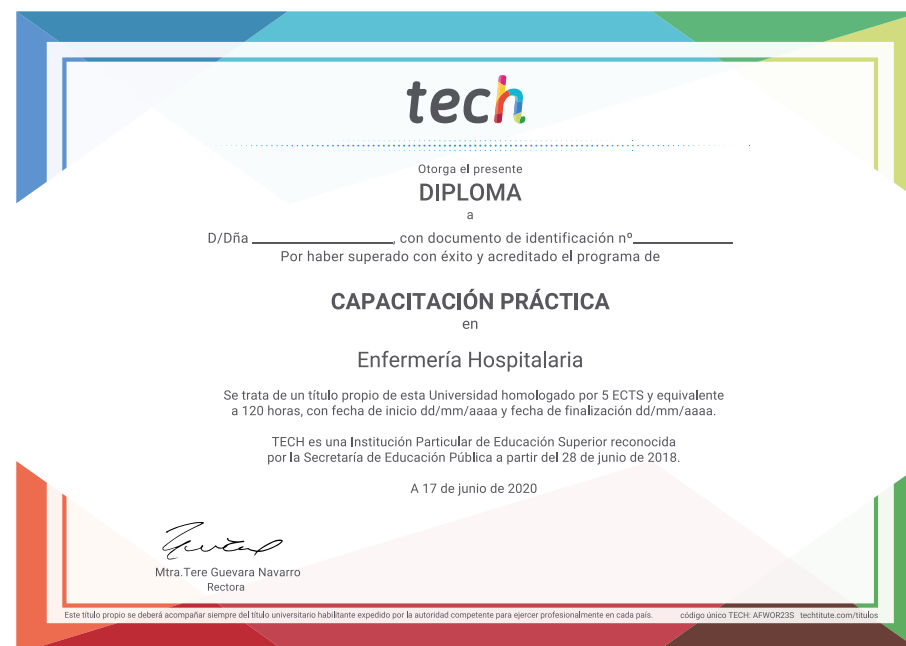 tech
Otorga el presente
DIPLOMA
a
D/Dña ____________________, con documento de identificación nº______________
Por haber superado con éxito y acreditado el programa de
CAPACITACIÓN PRÁCTICA
en
Enfermería Hospitalaria
Se trata de un título propio de esta Universidad homologado por 5 ECTS y equivalente
a 120 horas, con fecha de inicio dd/mm/aaaa y fecha de finalización dd/mm/aaaa.
TECH es una Institución Particular de Educación Superior reconocida
por la Secretaría de Educación Pública a partir del 28 de junio de 2018.
A 17 de junio de 2020
Mtra.Tere Guevara Navarro
Rectora
Este título propio se deberá acompañar siempre del título universitario habilitante expedido por la autoridad competente para ejercer profesionalmente en cada país. código único TECH: AFWOR23S techtitute.com/titulos